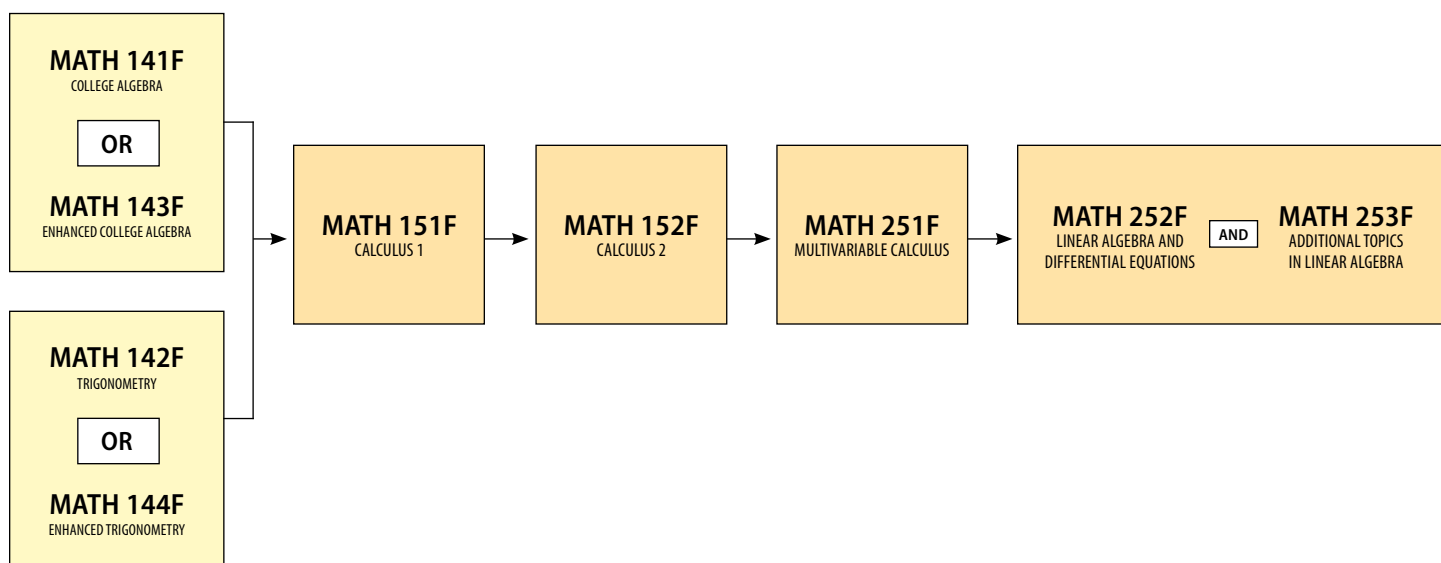 MATH 141F
COLLEGE ALGEBRA
OR
MATH 143F
ENHANCED COLLEGE ALGEBRA
MATH 142F
TRIGONOMETRY
OR
MATH 144F
ENHANCED TRIGONOMETRY
MATH 151F
CALCULUS 1
MATH 152F
CALCULUS 2
MATH 251F
MULTIVARIABLE CALCULUS
MATH 252F
LINEAR ALGEBRA AND
DIFFERENTIAL EQUATIONS
AND
MATH 253F
ADDITIONAL TOPICS
IN LINEAR ALGEBRA